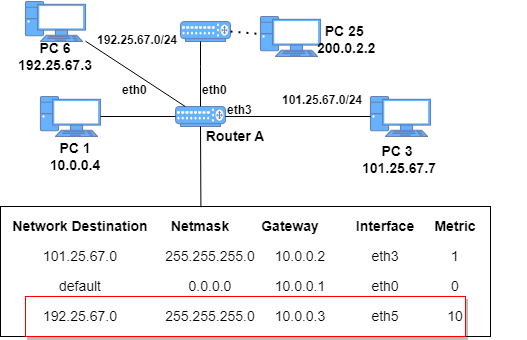 PC 6
192.25.67.3
192.25.67.0/24
PC 25
200.0.2.2
eth0
eth0
eth3
101.25.67.0/24
PC 1
10.0.0.4
Router A
PC 3
101.25.67.7
Network Destination Netmask Gateway Interface Metric
101.25.67.0 255.255.255.0 10.0.0.2 eth3 1
default 0.0.0.0 10.0.0.1 eth0 0
192.25.67.0 255.255.255.0 10.0.0.3 eth5 10